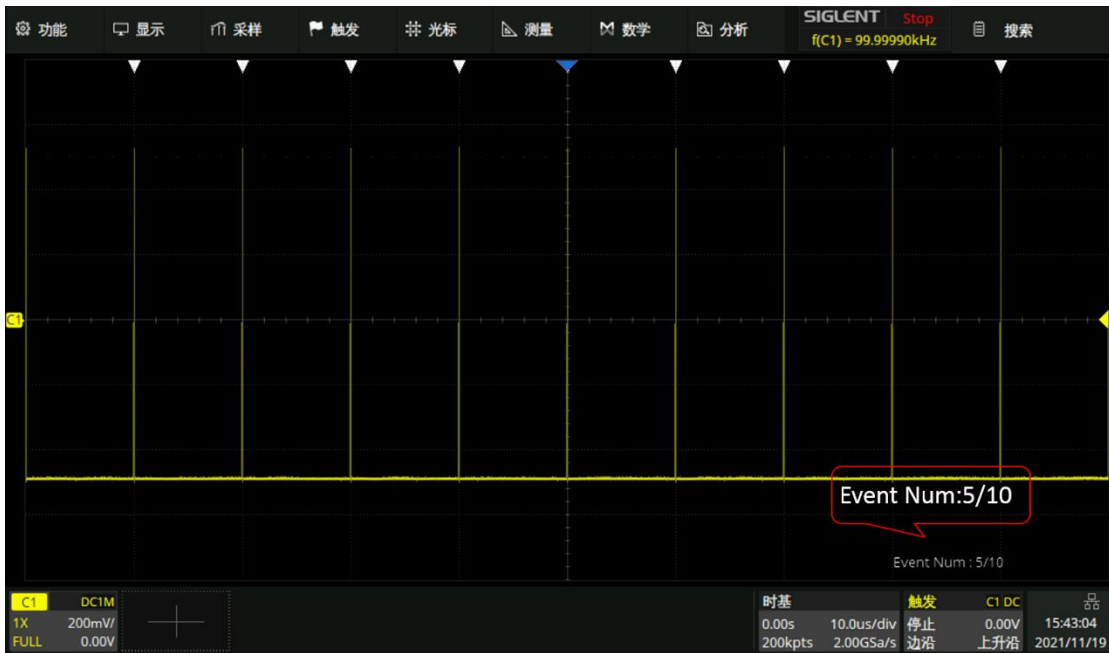 功能 显示 采样 触发 光标 测量 数学 分析 SIGLENT Stop 搜索
f(C1) = 99.99990kHz
C1
Event Num:5/10
Event Num : 5/10
C1 DC1M 时基 触发 C1 DC
1X 200mV/ 0.00s 10.0us/div 停止 0.00V 15:43:04
FULL 0.00V 200kpts 2.00GSa/s 边沿 上升沿 2021/11/19